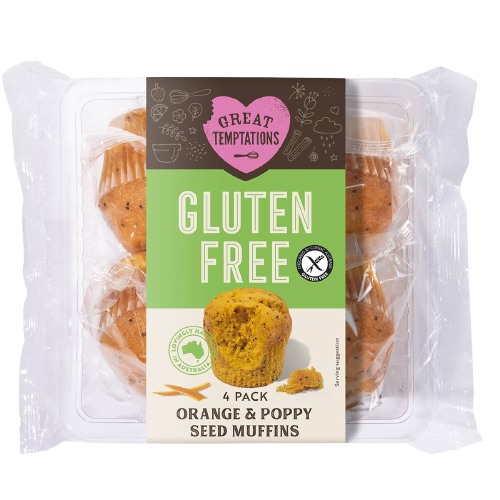 GREAT
TEMPTATIONS
GLUTEN
FREE
GLUTEN FREE
LOVINGLY MADE
IN AUSTRALIA
Serving suggestion
4 PACK
ORANGE & POPPY
SEED MUFFINS